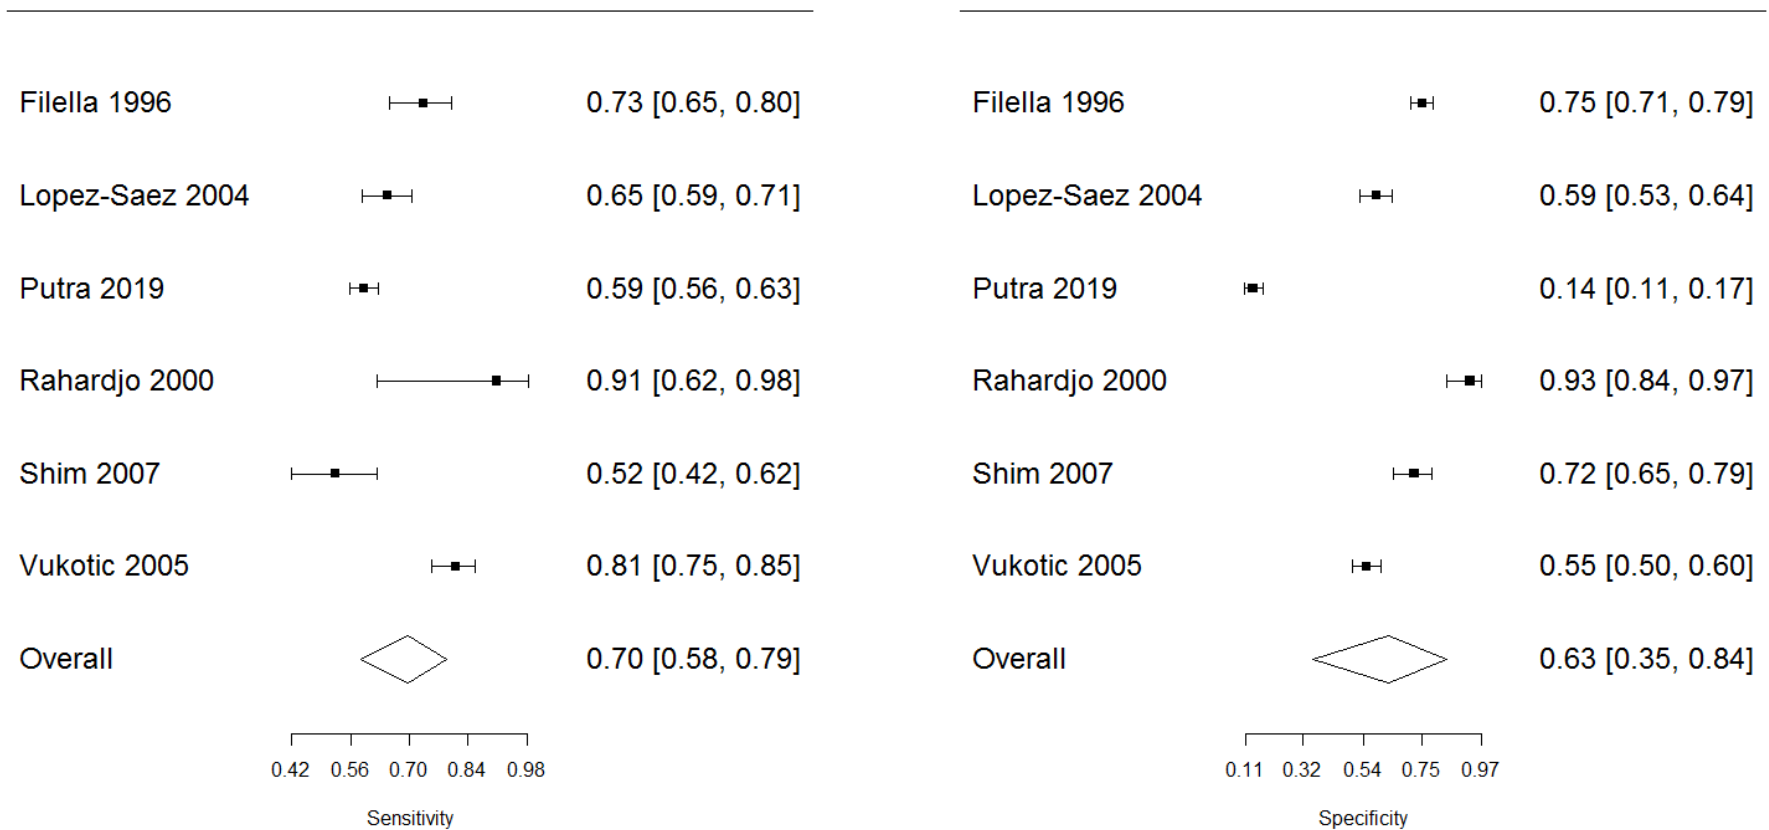 Filella 1996 0.73 [0.65, 0.80]
Lopez-Saez 2004 0.65 [0.59, 0.71]
Putra 2019 0.59 [0.56, 0.63]
Rahardjo 2000 0.91 [0.62, 0.98]
Shim 2007 0.52 [0.42, 0.62]
Vukotic 2005 0.81 [0.75, 0.85]
Overall 0.70 [0.58, 0.79]
0.42 0.56 0.70 0.84 0.98
Sensitivity
Filella 1996 0.75 [0.71, 0.79]
Lopez-Saez 2004 0.59 [0.53, 0.64]
Putra 2019 0.14 [0.11, 0.17]
Rahardjo 2000 0.93 [0.84, 0.97]
Shim 2007 0.72 [0.65, 0.79]
Vukotic 2005 0.55 [0.50, 0.60]
Overall 0.63 [0.35, 0.84]
0.11 0.32 0.54 0.75 0.97
Specificity